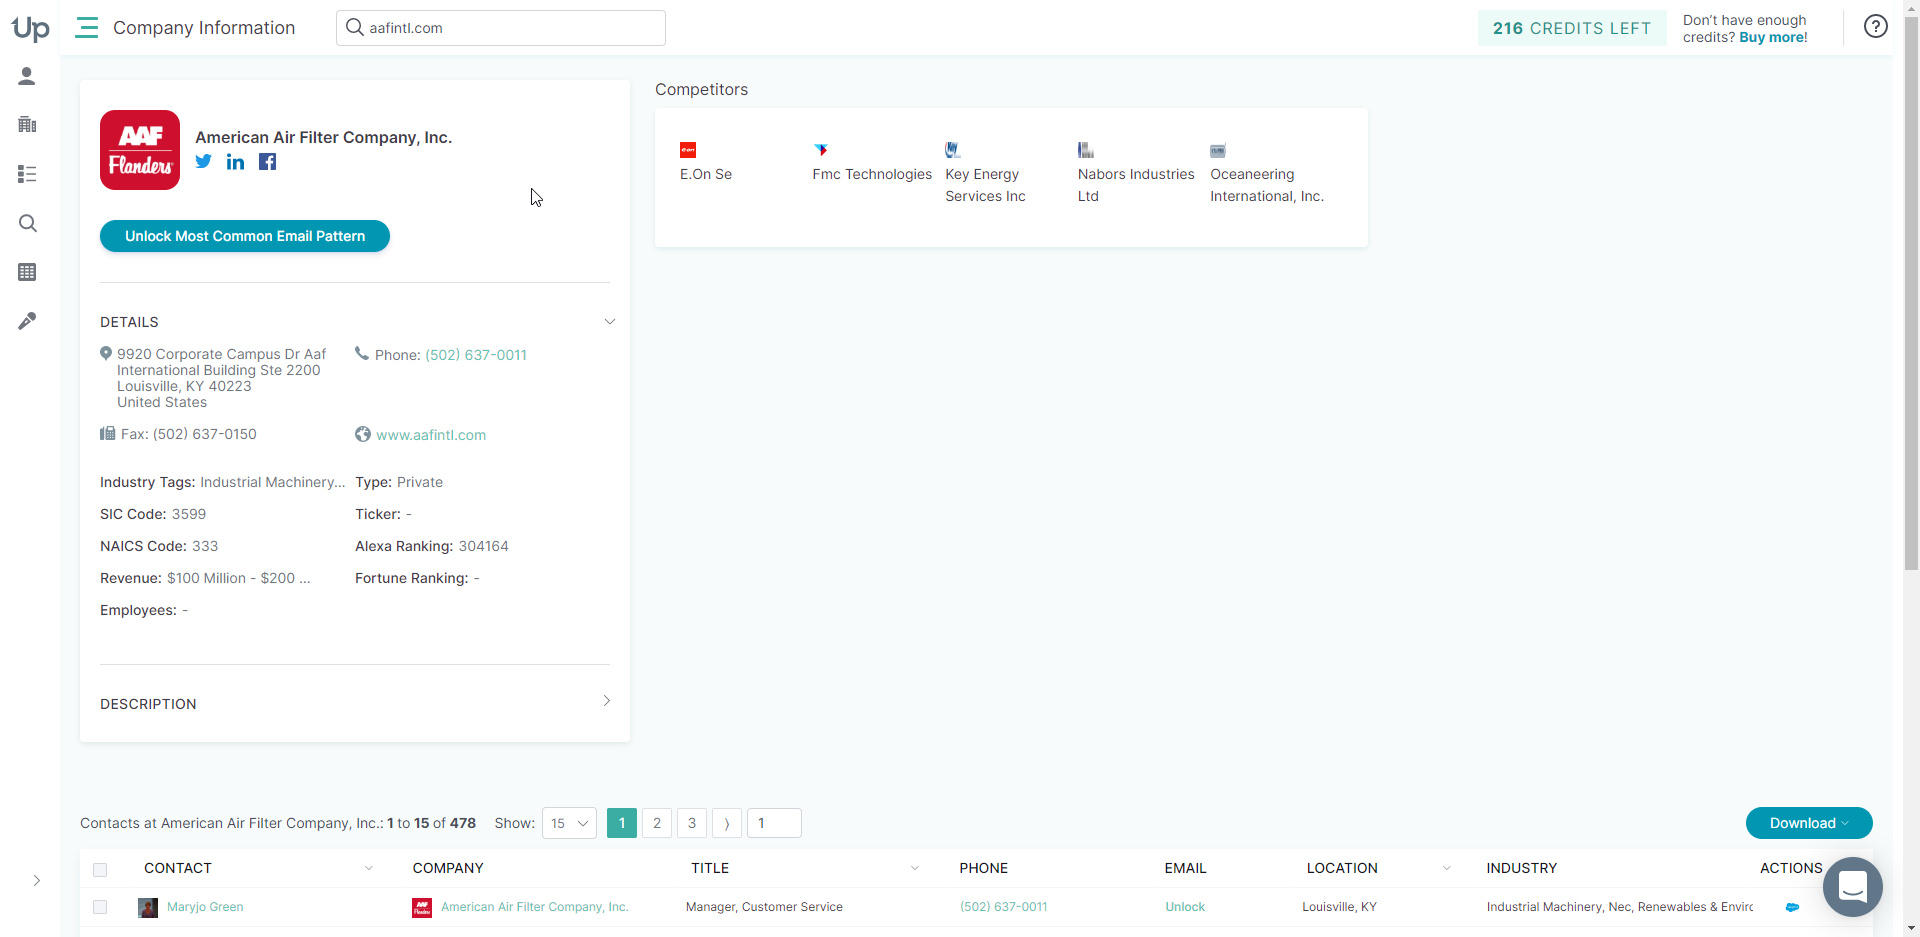 Up
Company Information
aafintl.com
216 CREDITS LEFT
Don't have enough
credits? Buy more!
AAF
Flanders
American Air Filter Company, Inc.
Unlock Most Common Email Pattern
DETAILS
9920 Corporate Campus Dr Aaf
International Building Ste 2200
Louisville, KY 40223
United States
Phone: (502) 637-0011
Fax: (502) 637-0150
www.aafintl.com
Industry Tags: Industrial Machinery...
Type: Private
SIC Code: 3599
Ticker: -
NAICS Code: 333
Alexa Ranking: 304164
Revenue: $100 Million - $200 ...
Fortune Ranking: -
Employees: -
DESCRIPTION
Competitors
e.on
E.On Se
Fmc Technologies
Key Energy
Services Inc
Nabors Industries
Ltd
Oceaneering
International, Inc.
Contacts at American Air Filter Company, Inc.: 1 to 15 of 478
Show: 15
1 2 3 1
Download
CONTACT COMPANY TITLE PHONE EMAIL LOCATION INDUSTRY ACTIONS
Maryjo Green AAF Flanders American Air Filter Company, Inc. Manager, Customer Service (502) 637-0011 Unlock Louisville, KY Industrial Machinery, Nec, Renewables & Enviro